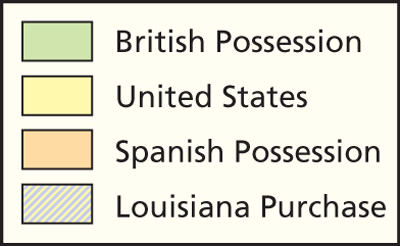 British Possession
United States
Spanish Possession
Louisiana Purchase